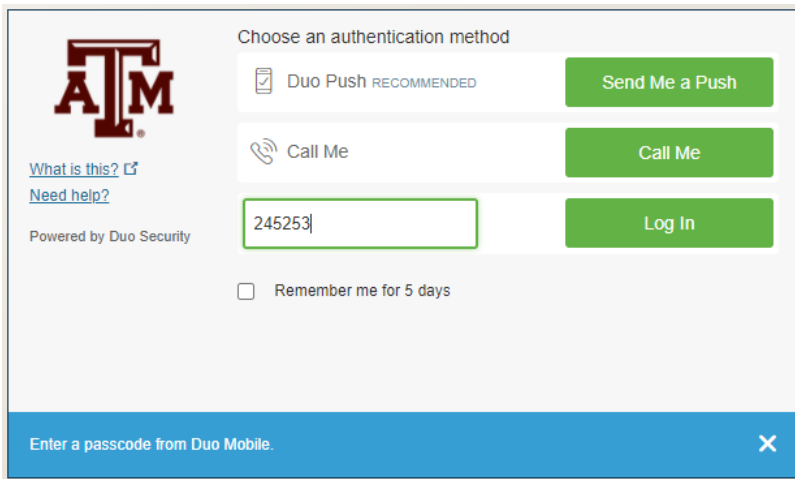 Choose an authentication method
ATM®
Duo Push RECOMMENDED
Send Me a Push
Call Me
Call Me
What is this?
Need help?
Powered by Duo Security
245253
Log In
Remember me for 5 days
Enter a passcode from Duo Mobile.